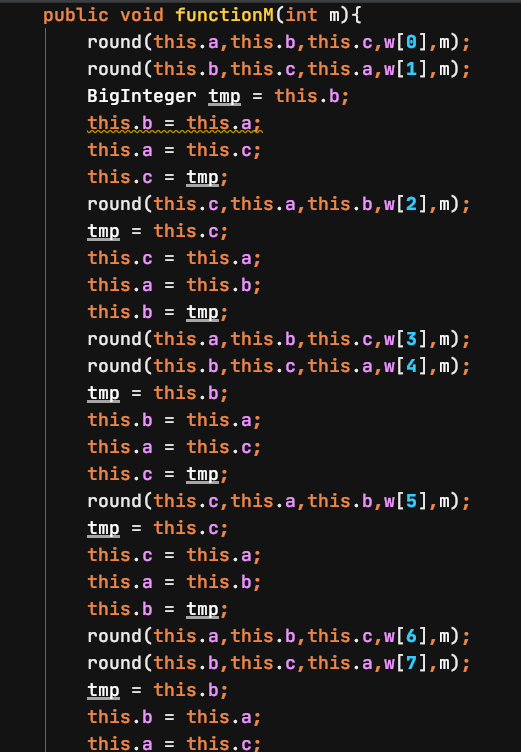 public void functionM(int m){
round(this.a,this.b,this.c,w[0],m);
round(this.b,this.c,this.a,w[1],m);
BigInteger tmp = this.b;
this.b = this.a;
this.a = this.c;
this.c = tmp;
round(this.c,this.a,this.b,w[2],m);
tmp = this.c;
this.c = this.a;
this.a = this.b;
this.b = tmp;
round(this.a,this.b,this.c,w[3],m);
round(this.b,this.c,this.a,w[4],m);
tmp = this.b;
this.b = this.a;
this.a = this.c;
this.c = tmp;
round(this.c,this.a,this.b,w[5],m);
tmp = this.c;
this.c = this.a;
this.a = this.b;
this.b = tmp;
round(this.a,this.b,this.c,w[6],m);
round(this.b,this.c,this.a,w[7],m);
tmp = this.b;
this.b = this.a;
this.a = this.c;